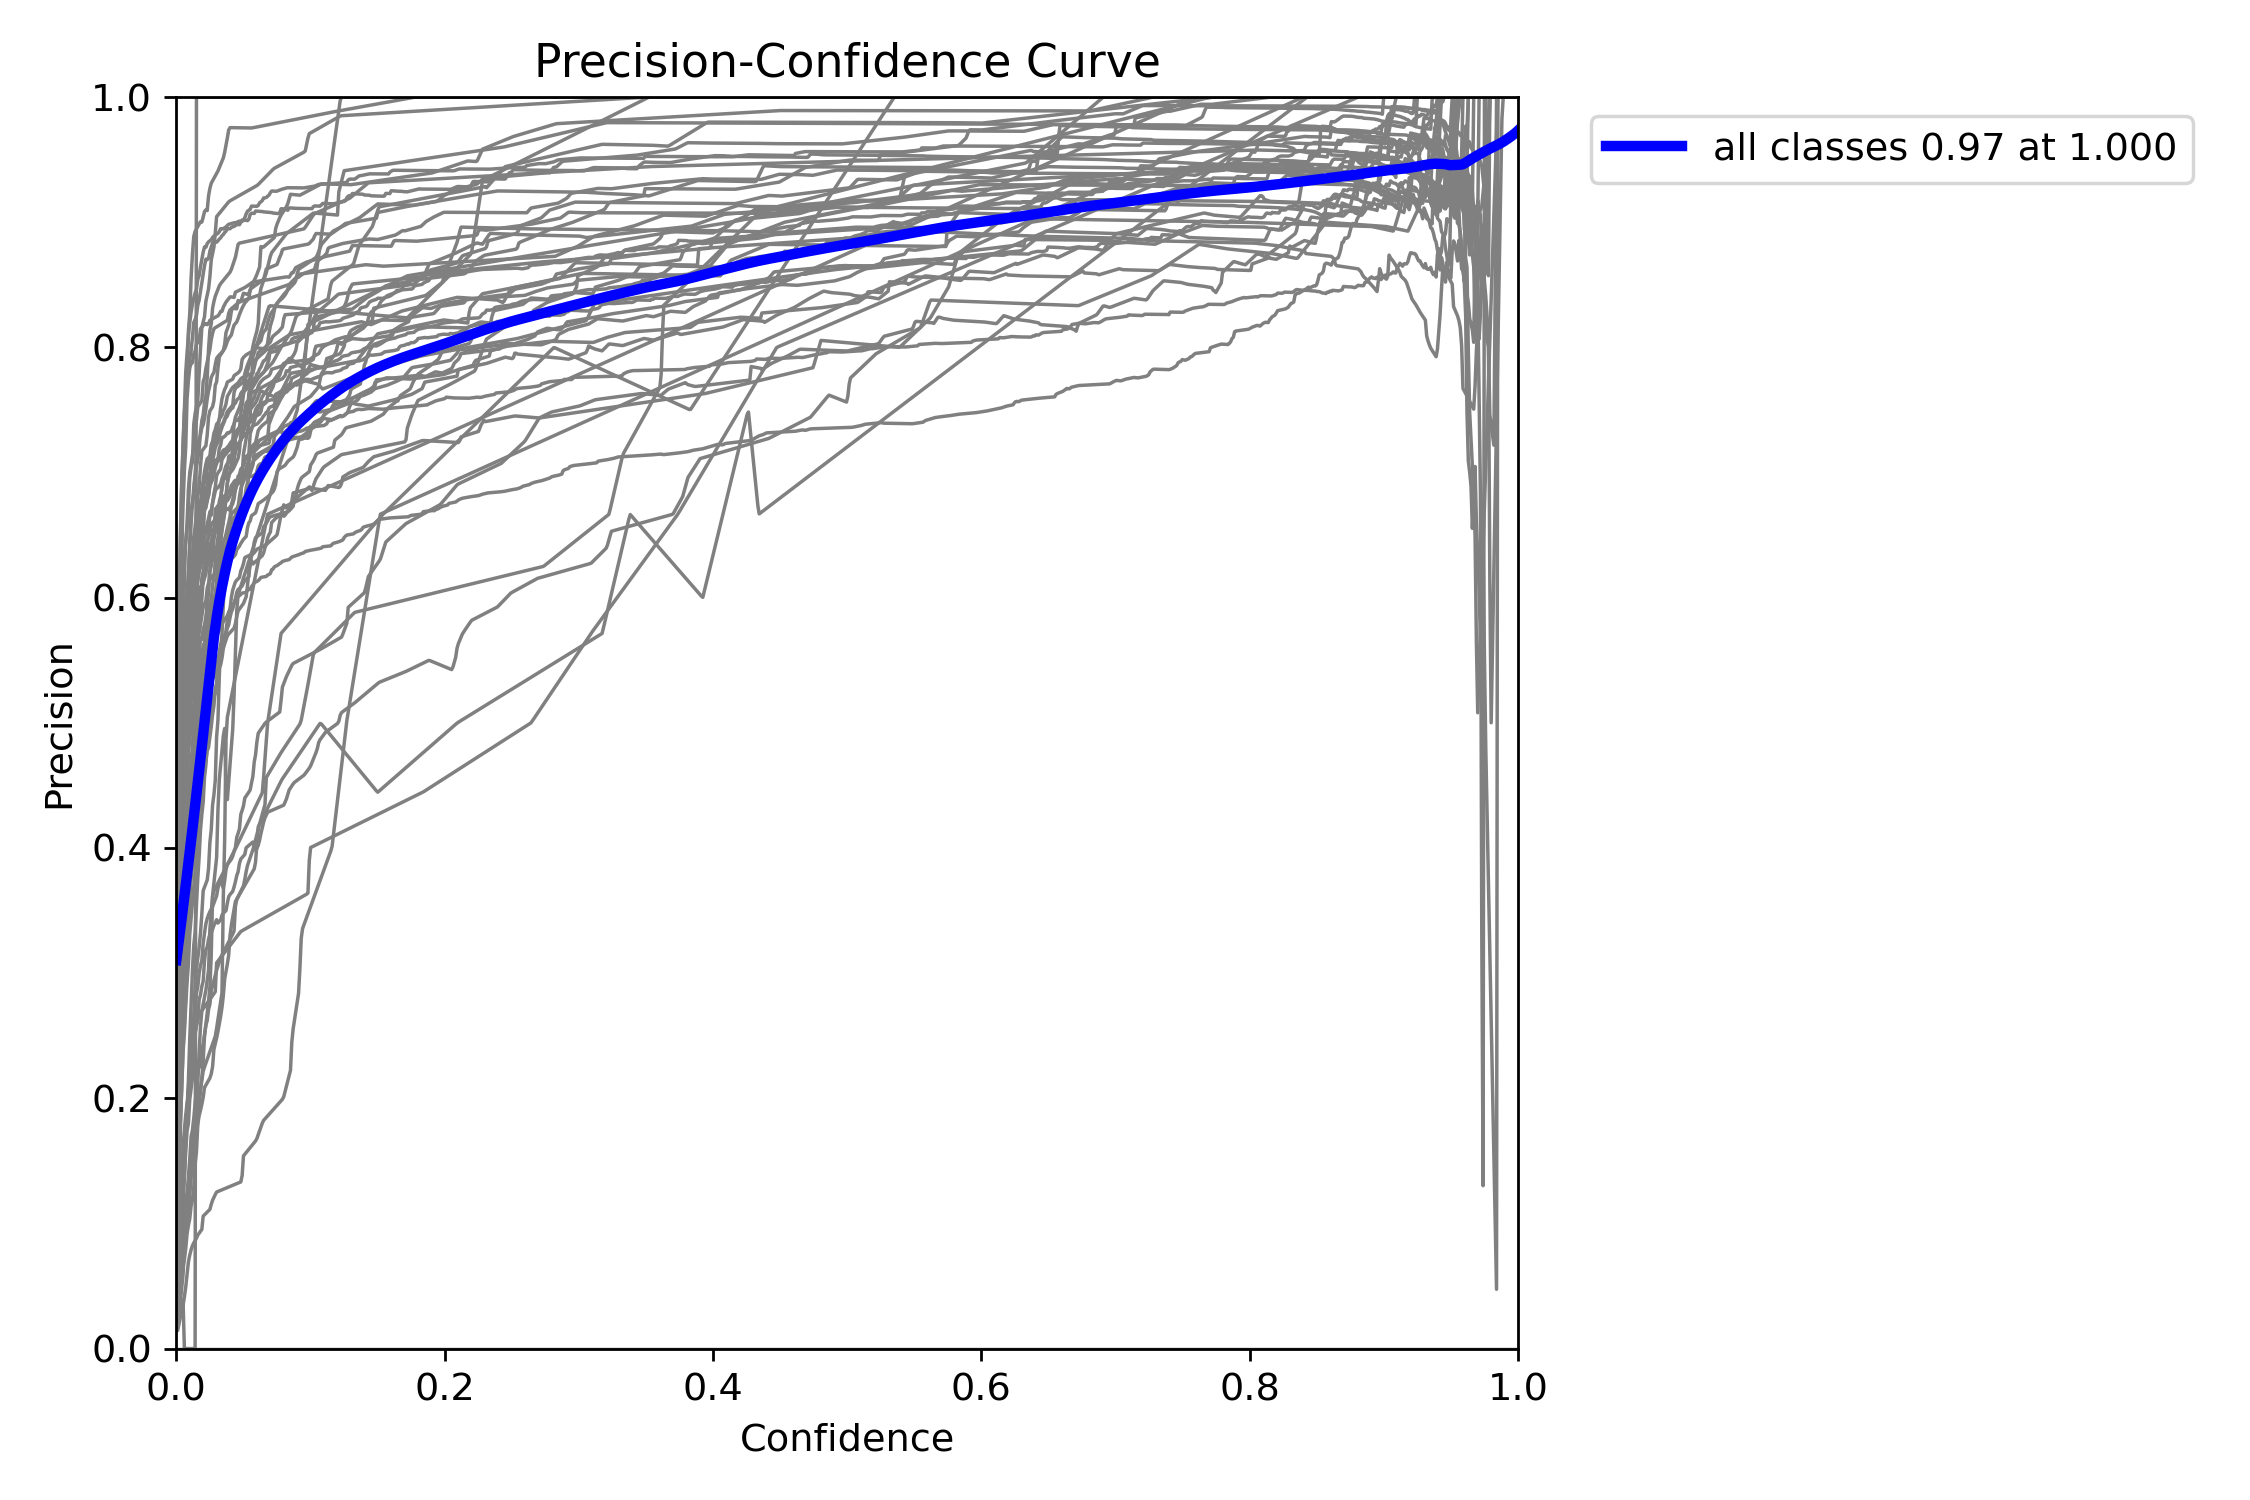 Precision-Confidence Curve
1.0
0.8
0.6
0.4
0.2
0.0
Precision
0.0 0.2 0.4 0.6 0.8 1.0
Confidence
all classes 0.97 at 1.000